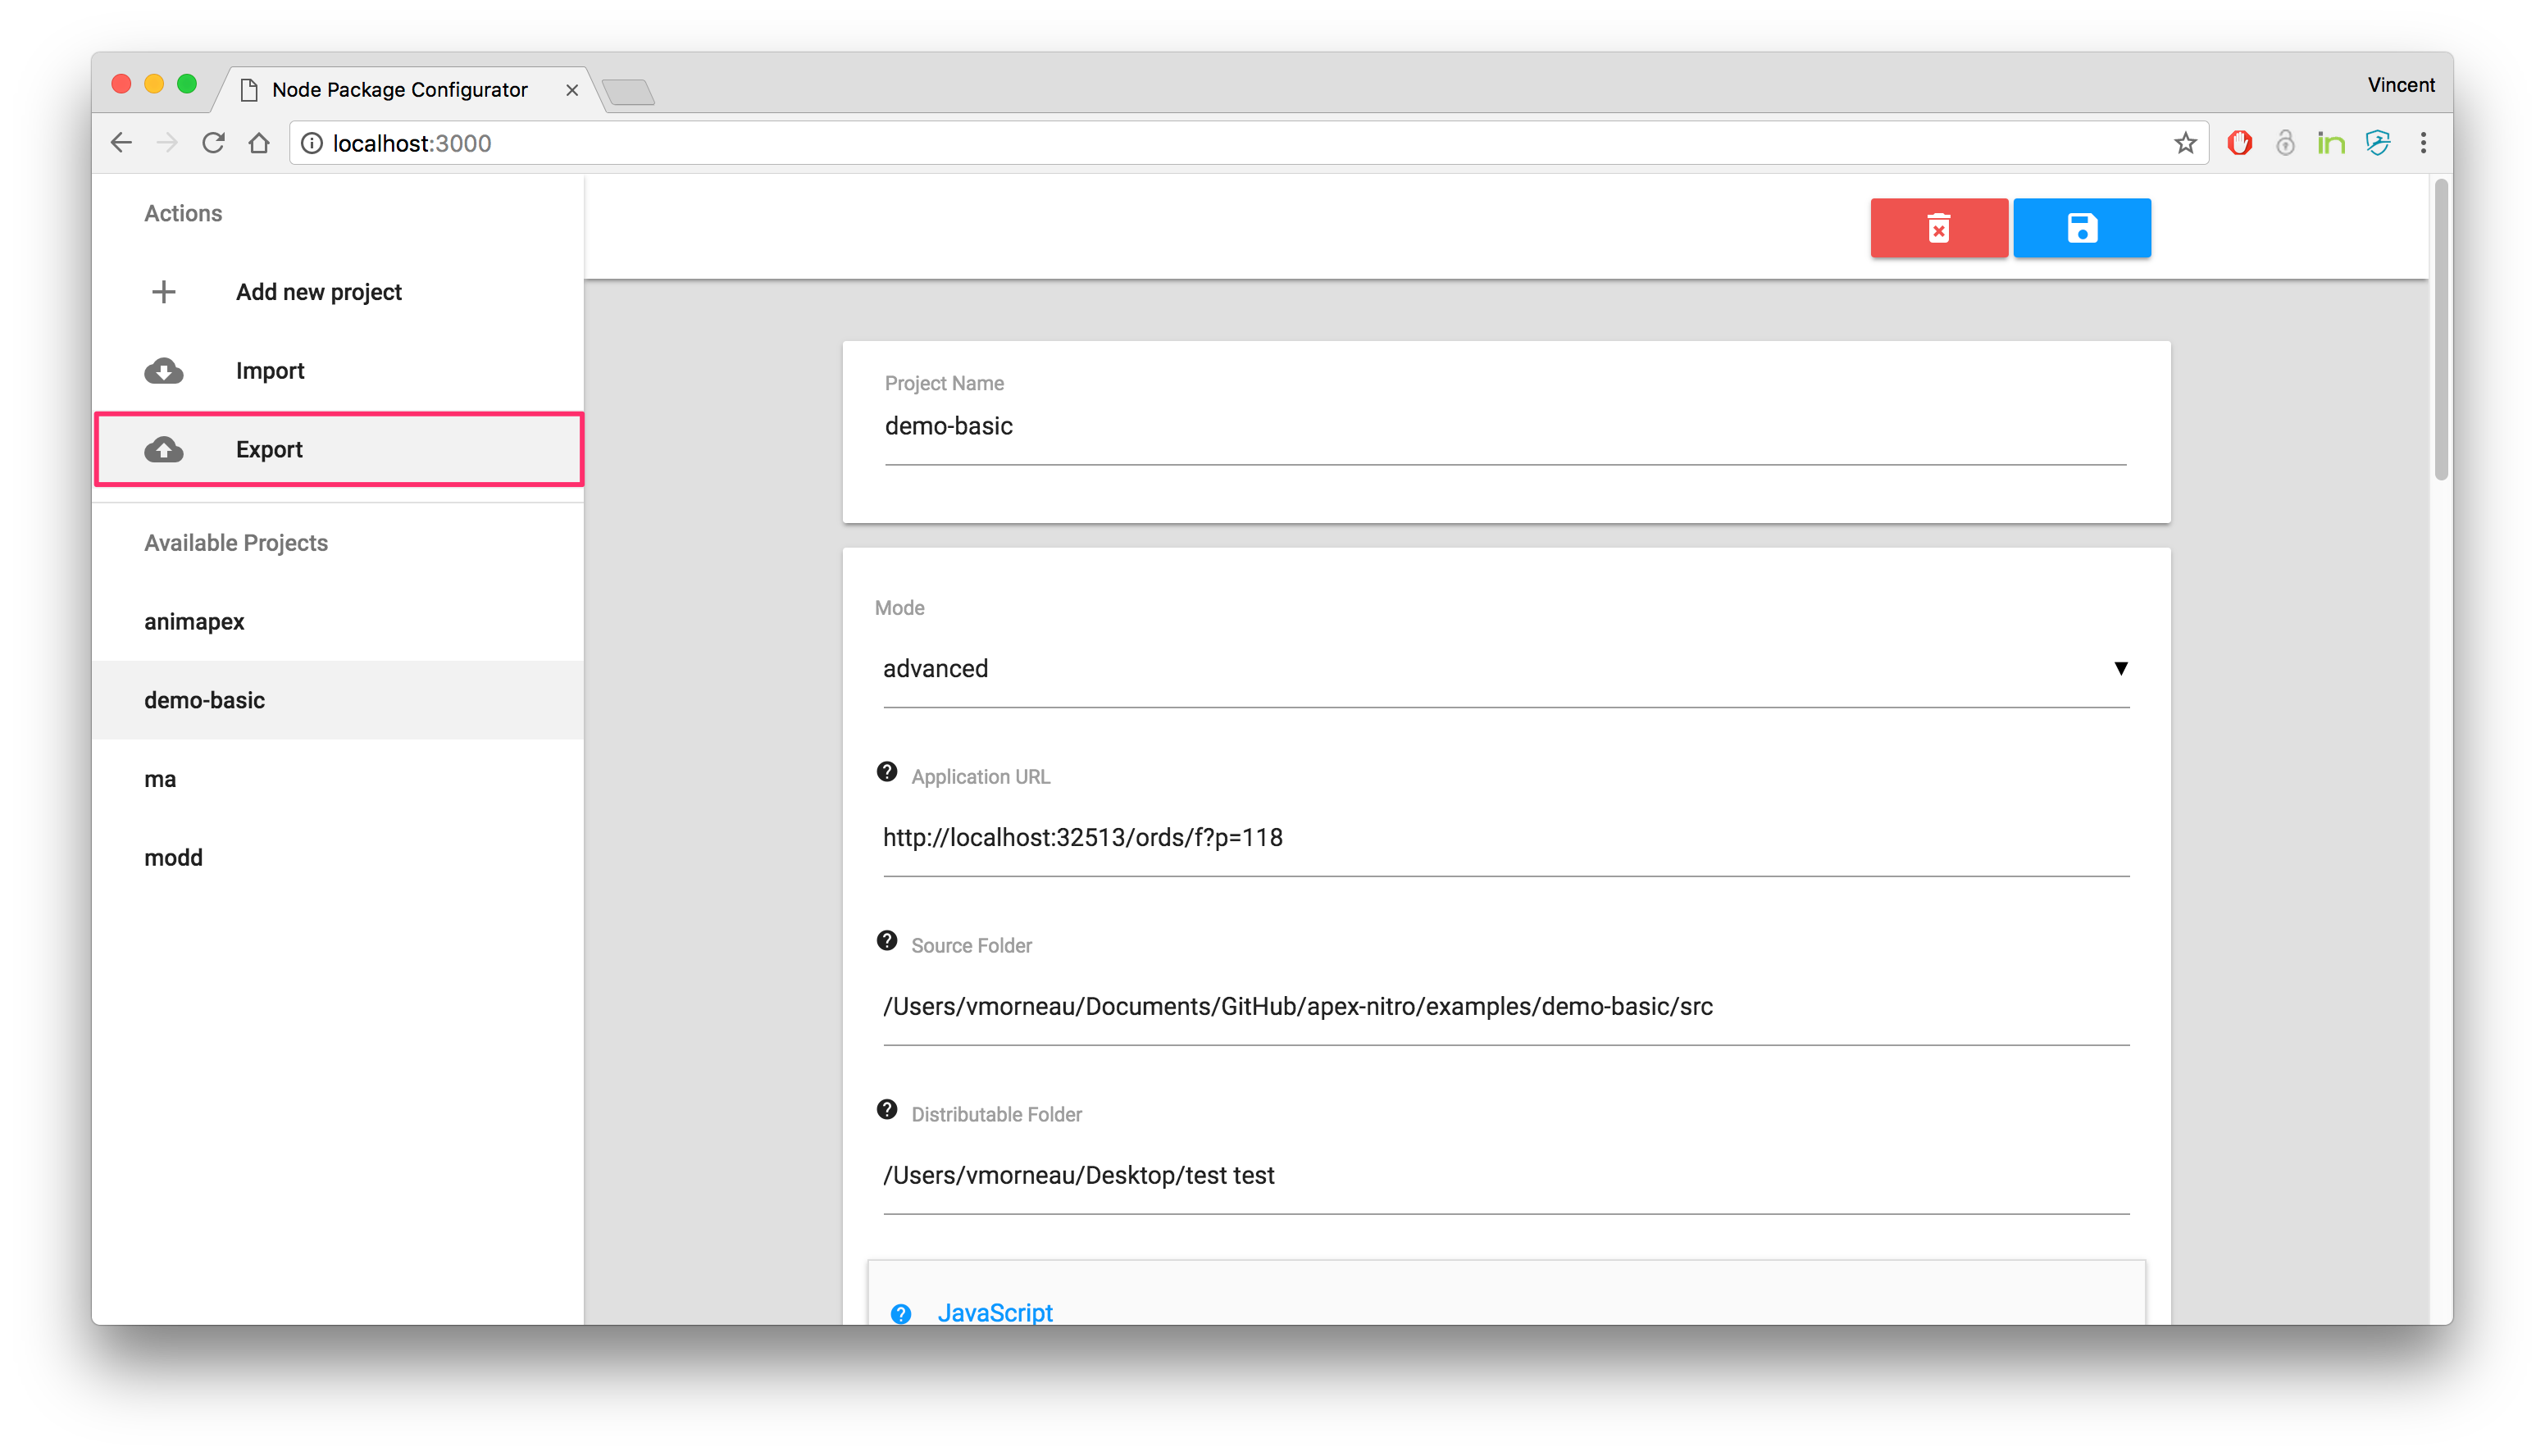 Node Package Configurator
Vincent
localhost:3000
in
Actions
Add new project
Import
Export
Available Projects
animapex
demo-basic
ma
modd
Project Name
demo-basic
Mode
advanced
Application URL
http://localhost:32513/ords/f?p=118
Source Folder
/Users/vmorneau/Documents/GitHub/apex-nitro/examples/demo-basic/src
Distributable Folder
/Users/vmorneau/Desktop/test test
JavaScript